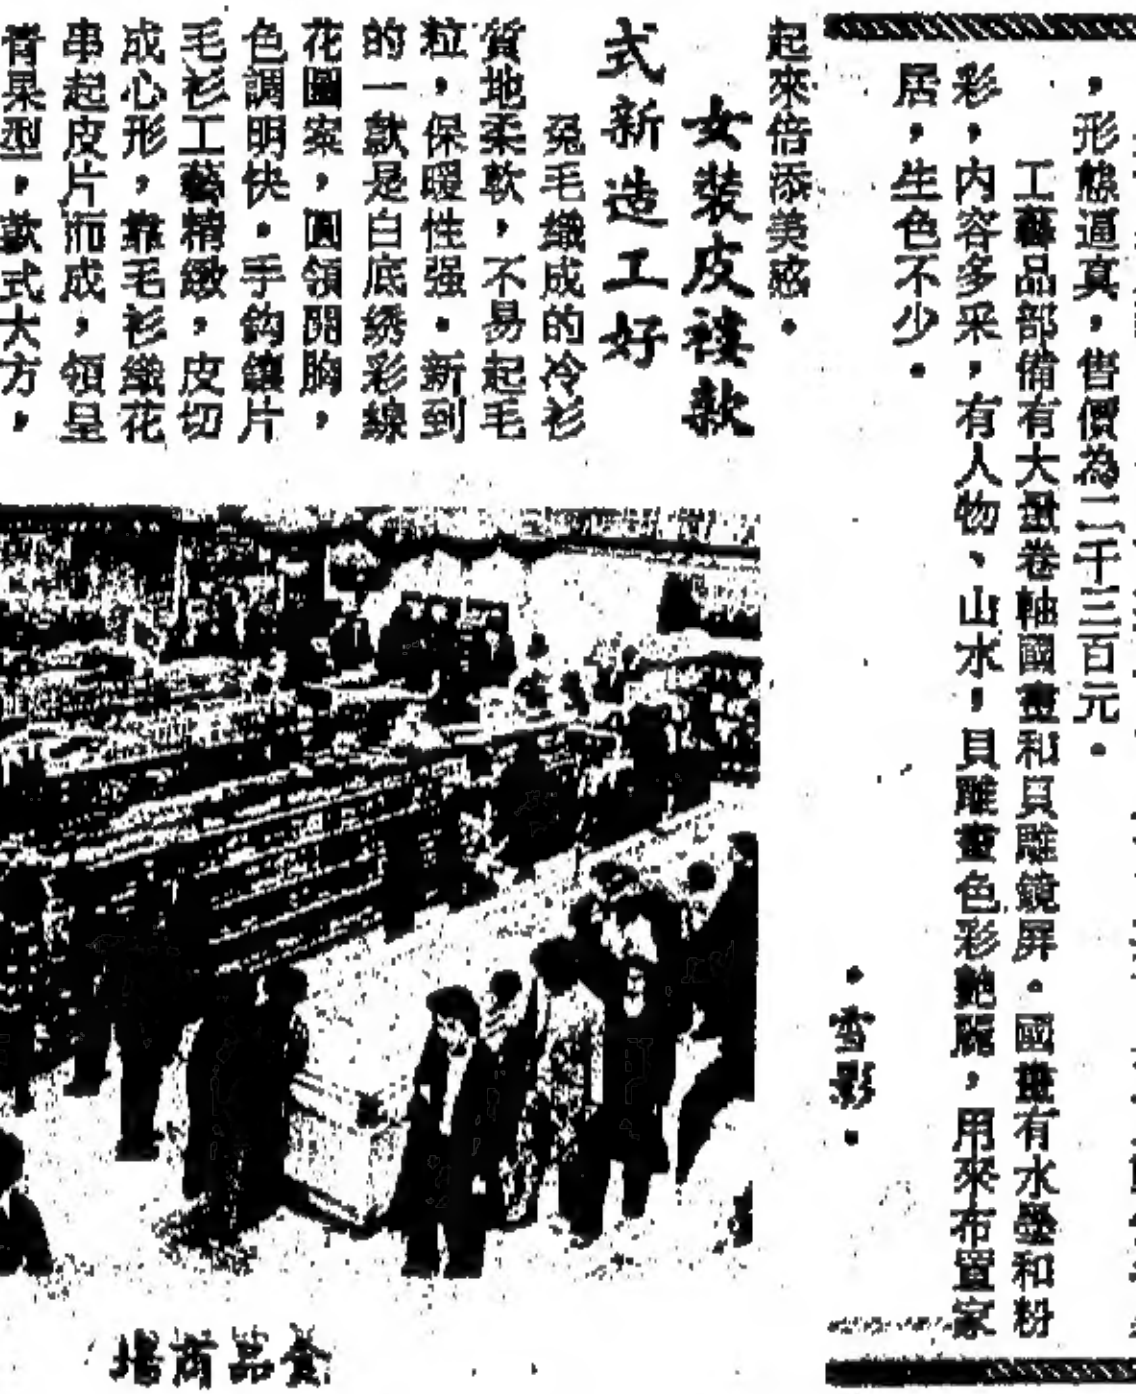 ，形態逼真，售價為二千三百元。
工藝品部備有大量卷軸國畫和貝雕鏡屏。國畫有水墨和粉
彩，內容多采，有人物、山水，貝雕畫色彩艷麗，用來布置家
居，生色不少。
・雪影・
起來倍添美感。
女裝皮褸款
式新造工好
兔毛織成的冷衫
質地柔軟，不易起毛
粒，保暖性强。新到
的一款是白底綉彩線
花圖案，圓領開胸，
色調明快。手鈎鑲片
毛衫工藝精緻，皮切
成心形，靠毛衫織花
串起皮片而成，領呈
青果型，款式大方，
食品商場